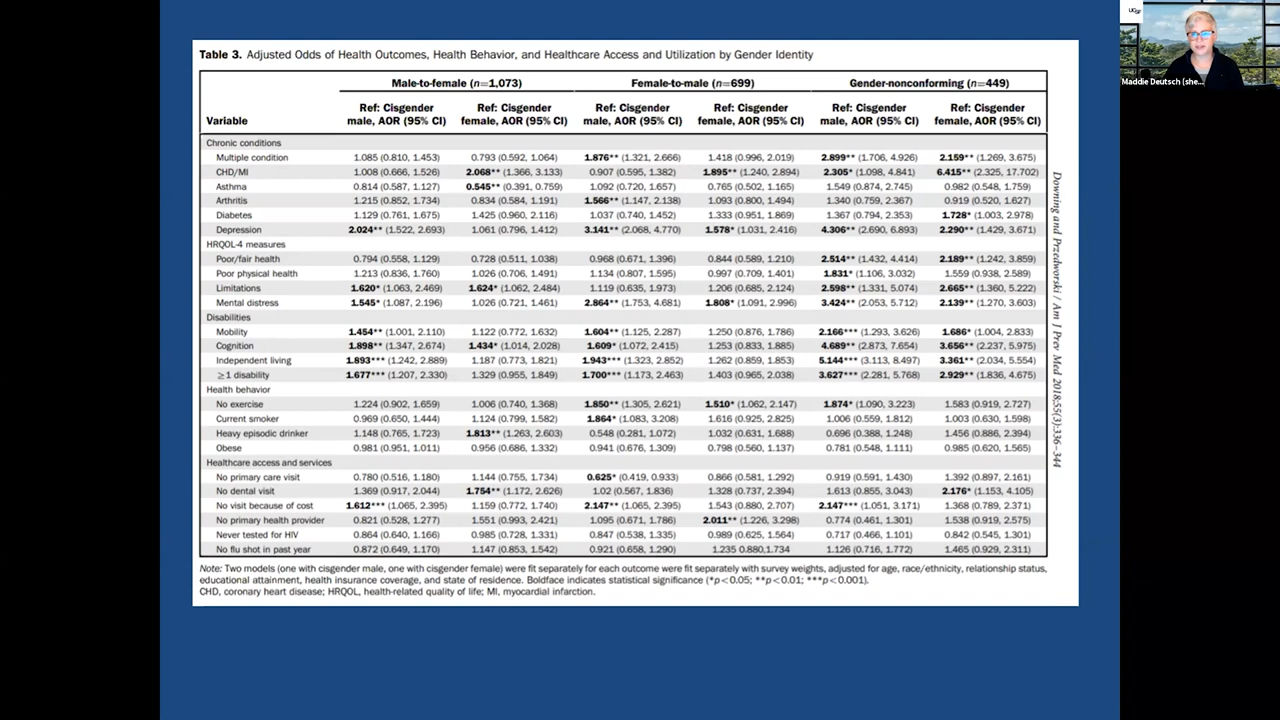 UCSF
Maddie Deutsch (she...
Table 3. Adjusted Odds of Health Outcomes, Health Behavior, and Healthcare Access and Utilization by Gender Identity
Male-to-female (n=1,073) Female-to-male (n=699) Gender-nonconforming (n=449)
Ref: Cisgender Ref: Cisgender Ref: Cisgender Ref: Cisgender Ref: Cisgender Ref: Cisgender
Variable male, AOR (95% CI) female, AOR (95% CI) male, AOR (95% CI) female, AOR (95% CI) male, AOR (95% CI) female, AOR (95% CI)
Chronic conditions
Multiple condition 1.085 (0.810, 1.453) 0.793 (0.592, 1.064) 1.876** (1.321, 2.666) 1.418 (0.996, 2.019) 2.899** (1.706, 4.926) 2.159** (1.269, 3.675)
CHD/MI 1.008 (0.666, 1.526) 2.068** (1.366, 3.133) 0.907 (0.595, 1.382) 1.895** (1.240, 2.894) 2.305* (1.098, 4.841) 6.415** (2.325, 17.702)
Asthma 0.814 (0.587, 1.127) 0.545** (0.391, 0.759) 1.092 (0.720, 1.657) 0.765 (0.502, 1.165) 1.549 (0.874, 2.745) 0.982 (0.548, 1.759)
Arthritis 1.215 (0.852, 1.734) 0.834 (0.584, 1.191) 1.566** (1.147, 2.138) 1.093 (0.800, 1.494) 1.340 (0.759, 2.367) 0.919 (0.520, 1.627)
Diabetes 1.129 (0.761, 1.675) 1.425 (0.960, 2.116) 1.037 (0.740, 1.452) 1.333 (0.951, 1.869) 1.367 (0.794, 2.353) 1.728* (1.003, 2.978)
Depression 2.024** (1.522, 2.693) 1.061 (0.796, 1.412) 3.141** (2.068, 4.770) 1.578* (1.031, 2.416) 4.306** (2.690, 6.893) 2.290** (1.429, 3.671)
HRQOL-4 measures
Poor/fair health 0.794 (0.558, 1.129) 0.728 (0.511, 1.038) 0.968 (0.671, 1.396) 0.844 (0.589, 1.210) 2.514** (1.432, 4.414) 2.189** (1.242, 3.859)
Poor physical health 1.213 (0.836, 1.760) 1.026 (0.706, 1.491) 1.134 (0.807, 1.595) 0.997 (0.709, 1.401) 1.831* (1.106, 3.032) 1.559 (0.938, 2.589)
Limitations 1.620* (1.063, 2.469) 1.624* (1.062, 2.484) 1.119 (0.635, 1.973) 1.206 (0.685, 2.124) 2.598** (1.331, 5.074) 2.665** (1.360, 5.222)
Mental distress 1.545* (1.087, 2.196) 1.026 (0.721, 1.461) 2.864** (1.753, 4.681) 1.808* (1.091, 2.996) 3.424** (2.053, 5.712) 2.139** (1.270, 3.603)
Disabilities
Mobility 1.454** (1.001, 2.110) 1.122 (0.772, 1.632) 1.604** (1.125, 2.287) 1.250 (0.876, 1.786) 2.166*** (1.293, 3.626) 1.686* (1.004, 2.833)
Cognition 1.898** (1.347, 2.674) 1.434* (1.014, 2.028) 1.609* (1.072, 2.415) 1.253 (0.833, 1.885) 4.689** (2.873, 7.654) 3.656** (2.237, 5.975)
Independent living 1.893*** (1.242, 2.889) 1.187 (0.773, 1.821) 1.943*** (1.323, 2.852) 1.262 (0.859, 1.853) 5.144*** (3.113, 8.497) 3.361** (2.034, 5.554)
≥1 disability 1.677*** (1.207, 2.330) 1.329 (0.955, 1.849) 1.700*** (1.173, 2.463) 1.403 (0.965, 2.038) 3.627*** (2.281, 5.768) 2.929** (1.836, 4.675)
Health behavior
No exercise 1.224 (0.902, 1.659) 1.006 (0.740, 1.368) 1.850** (1.305, 2.621) 1.510* (1.062, 2.147) 1.874* (1.090, 3.223) 1.583 (0.919, 2.727)
Current smoker 0.969 (0.650, 1.444) 1.124 (0.799, 1.582) 1.864* (1.083, 3.208) 1.616 (0.925, 2.825) 1.006 (0.559, 1.812) 1.003 (0.630, 1.598)
Heavy episodic drinker 1.148 (0.765, 1.723) 1.813** (1.263, 2.603) 0.548 (0.281, 1.072) 1.032 (0.631, 1.688) 0.696 (0.388, 1.248) 1.456 (0.886, 2.394)
Obese 0.981 (0.951, 1.011) 0.956 (0.686, 1.332) 0.941 (0.676, 1.309) 0.798 (0.560, 1.137) 0.781 (0.548, 1.111) 0.985 (0.620, 1.565)
Healthcare access and services
No primary care visit 0.780 (0.516, 1.180) 1.144 (0.755, 1.734) 0.625* (0.419, 0.933) 0.866 (0.581, 1.292) 0.919 (0.591, 1.430) 1.392 (0.897, 2.161)
No dental visit 1.369 (0.917, 2.044) 1.754** (1.172, 2.626) 1.02 (0.567, 1.836) 1.328 (0.737, 2.394) 1.613 (0.855, 3.043) 2.176* (1.153, 4.105)
No visit because of cost 1.612*** (1.065, 2.395) 1.159 (0.772, 1.740) 2.147** (1.065, 2.395) 1.543 (0.880, 2.707) 2.147*** (1.051, 3.171) 1.368 (0.789, 2.371)
No primary health provider 0.821 (0.528, 1.277) 1.551 (0.993, 2.421) 1.095 (0.671, 1.786) 2.011** (1.226, 3.298) 0.774 (0.461, 1.301) 1.538 (0.919, 2.575)
Never tested for HIV 0.864 (0.640, 1.166) 0.985 (0.728, 1.331) 0.847 (0.538, 1.335) 0.989 (0.625, 1.564) 0.717 (0.466, 1.101) 0.842 (0.545, 1.301)
No flu shot in past year 0.872 (0.649, 1.170) 1.147 (0.853, 1.542) 0.921 (0.658, 1.290) 1.235 0.880,1.734 1.126 (0.716, 1.772) 1.465 (0.929, 2.311)
Note: Two models (one with cisgender male, one with cisgender female) were fit separately for each outcome were fit separately with survey weights, adjusted for age, race/ethnicity, relationship status,
educational attainment, health insurance coverage, and state of residence. Boldface indicates statistical significance (*p<0.05; **p<0.01; ***p<0.001).
CHD, coronary heart disease; HRQOL, health-related quality of life; MI, myocardial infarction.
Downing and Przedworski / Am J Prev Med 2018;55(3):336–344